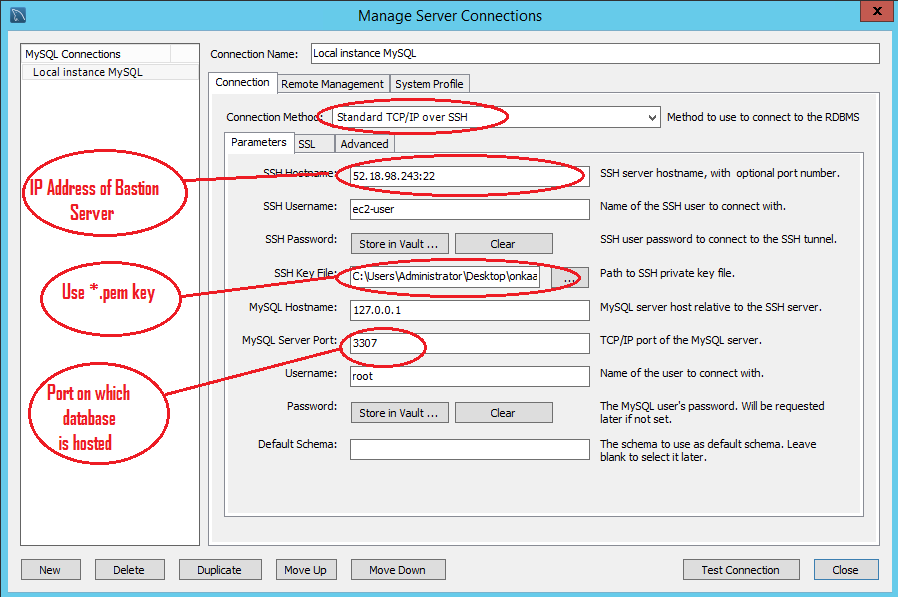 Manage Server Connections
x
MySQL Connections
Local instance MySQL
Connection Name: Local instance MySQL
Connection Remote Management System Profile
Connection Method: Standard TCP/IP over SSH Method to use to connect to the RDBMS
Parameters SSL Advanced
SSH Hostname: 52.18.98.243:22 SSH server hostname, with optional port number.
SSH Username: ec2-user Name of the SSH user to connect with.
SSH Password: Store in Vault ... Clear SSH user password to connect to the SSH tunnel.
SSH Key File: C:\Users\Administrator\Desktop\onkaa ... Path to SSH private key file.
MySQL Hostname: 127.0.0.1 MySQL server host relative to the SSH server.
MySQL Server Port: 3307 TCP/IP port of the MySQL server.
Username: root Name of the user to connect with.
Password: Store in Vault ... Clear The MySQL user's password. Will be requested
later if not set.
Default Schema: The schema to use as default schema. Leave
blank to select it later.
IP Address of Bastion
Server
Use *.pem key
Port on which
database
is hosted
New Delete Duplicate Move Up Move Down Test Connection Close